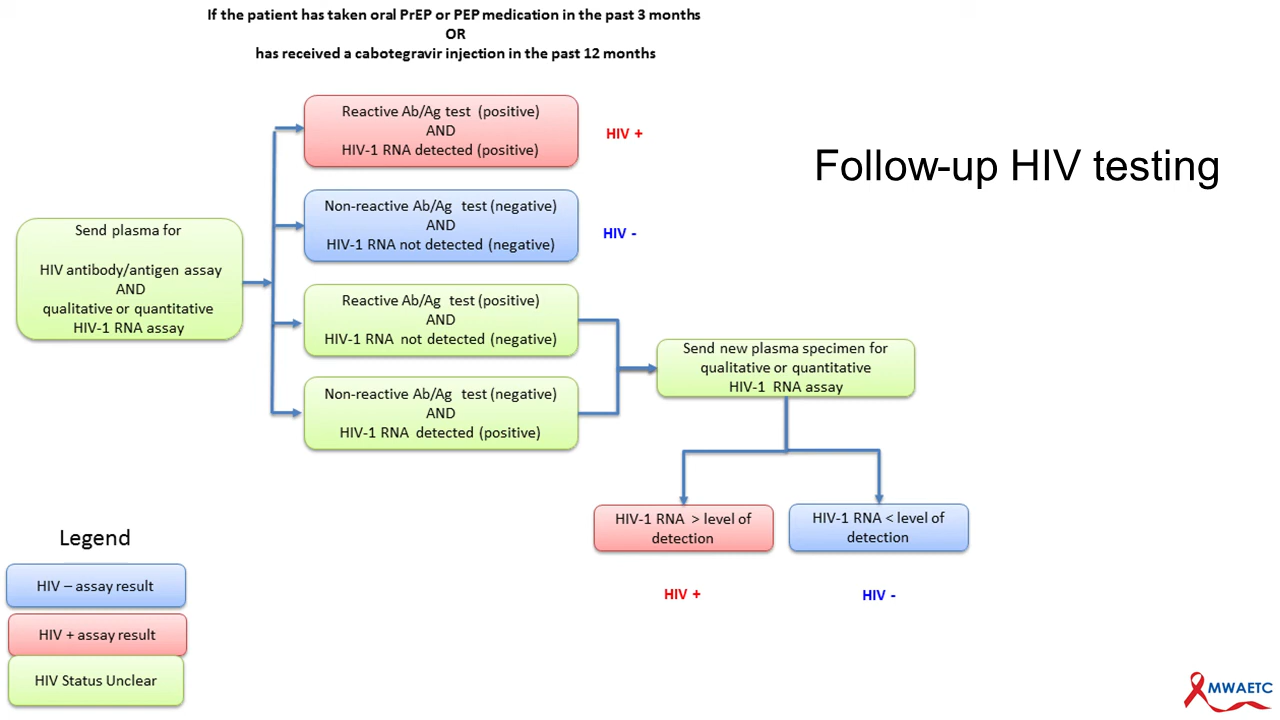 If the patient has taken oral PrEP or PEP medication in the past 3 months
OR
has received a cabotegravir injection in the past 12 months
Follow-up HIV testing
Send plasma for
HIV antibody/antigen assay
AND
qualitative or quantitative
HIV-1 RNA assay
Reactive Ab/Ag test (positive)
AND
HIV-1 RNA detected (positive)
HIV +
Non-reactive Ab/Ag test (negative)
AND
HIV-1 RNA not detected (negative)
HIV -
Reactive Ab/Ag test (positive)
AND
HIV-1 RNA not detected (negative)
Non-reactive Ab/Ag test (negative)
AND
HIV-1 RNA detected (positive)
Send new plasma specimen for
qualitative or quantitative
HIV-1 RNA assay
HIV-1 RNA > level of
detection
HIV +
HIV-1 RNA < level of
detection
HIV -
Legend
HIV – assay result
HIV + assay result
HIV Status Unclear
MWAETC